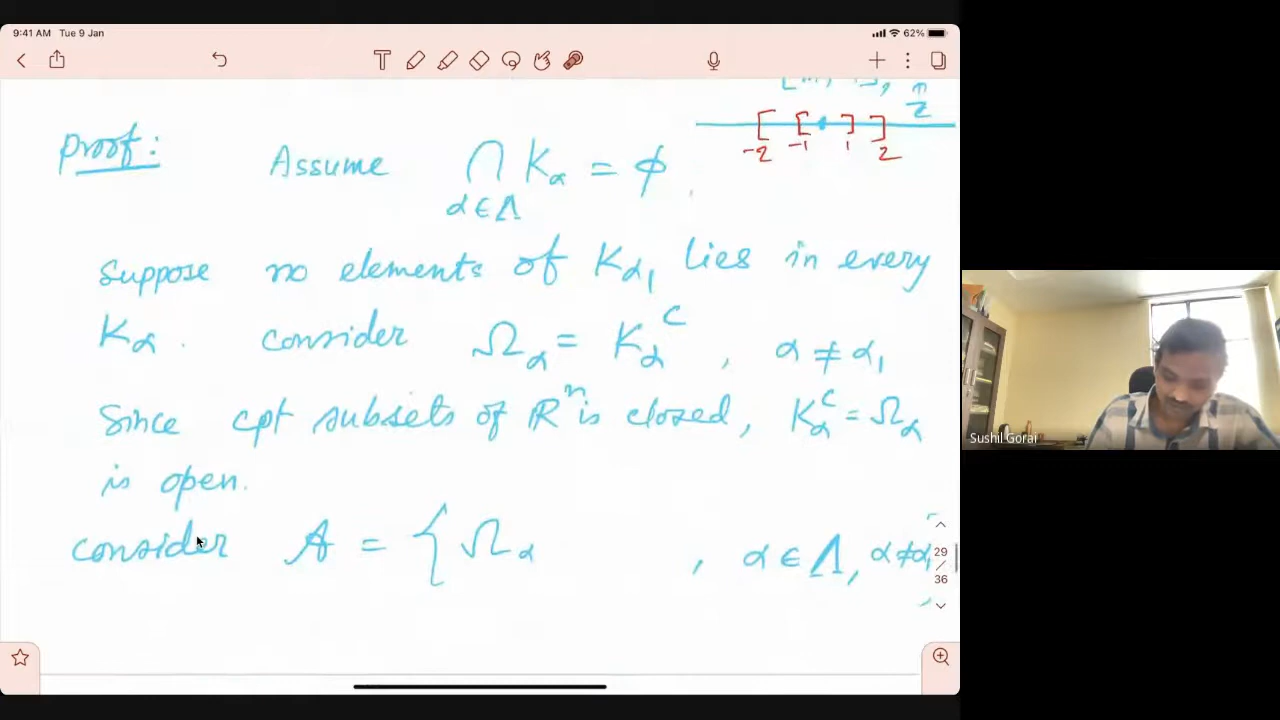 9:41 AM Tue 9 Jan
62%
Proof: Assume ⋂ K_α = ϕ
α ∈ Λ
-2 -1 1 2
Z
suppose no elements of K_α₁ lies in every
K_α . consider Ω_α = K_α^C , α ≠ α₁
Since cpt subsets of ℝⁿ is closed, K_α^C = Ω_α
is open.
consider 𝒜 = { Ω_α , α ∈ Λ, α ≠ α₁
29
/
36
Sushil Gorai